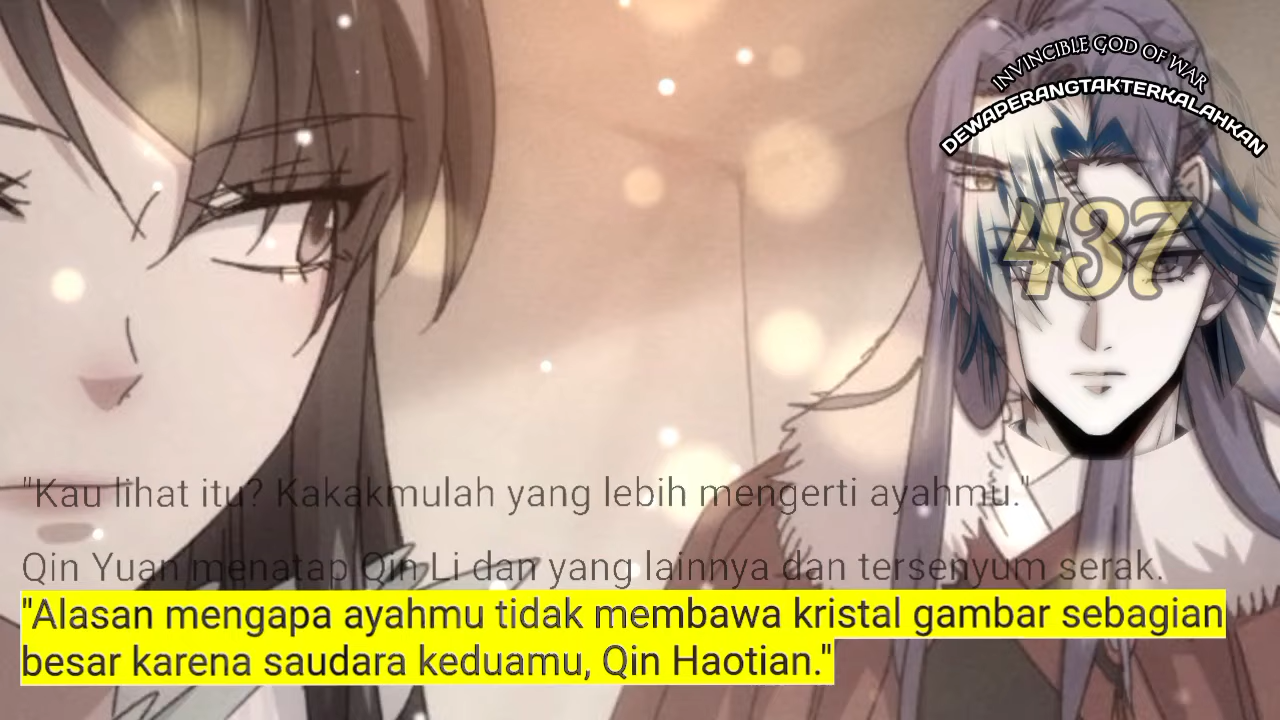 INVINCIBLE GOD OF WAR
DEWAPERANGTAKTERKALAHKAN
437
"Kau lihat itu? Kakakmulah yang lebih mengerti ayahmu."
Qin Yuan menatap Qin Li dan yang lainnya dan tersenyum serak.
"Alasan mengapa ayahmu tidak membawa kristal gambar sebagian
besar karena saudara keduamu, Qin Haotian."